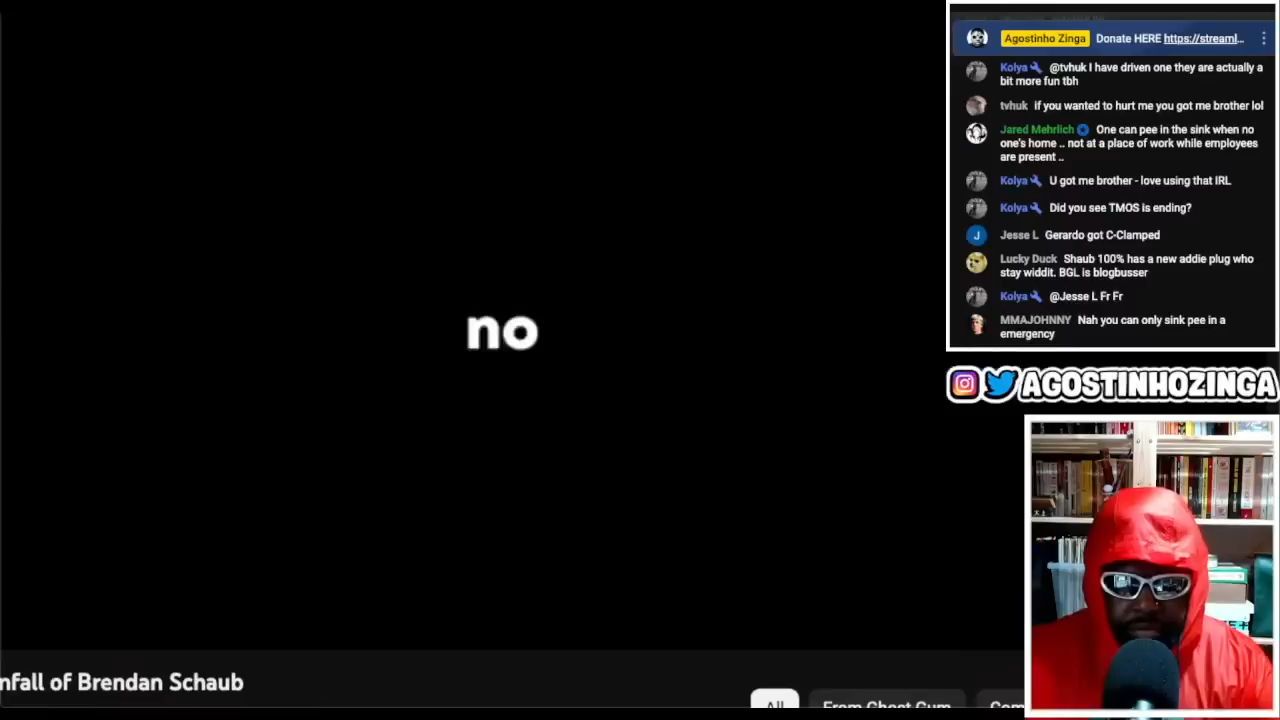 Agostinho Zinga Donate HERE https://streaml...
Kolya @tvhuk I have driven one they are actually a
bit more fun tbh
tvhuk if you wanted to hurt me you got me brother lol
Jared Mehrlich One can pee in the sink when no
one's home .. not at a place of work while employees
are present ..
Kolya U got me brother - love using that IRL
Kolya Did you see TMOS is ending?
J Jesse L Gerardo got C-Clamped
Lucky Duck Shaub 100% has a new addie plug who
stay widdit. BGL is blogbusser
Kolya @Jesse L Fr Fr
MMAJOHNNY Nah you can only sink pee in a
emergency
no
AGOSTINHOZINGA
nfall of Brendan Schaub
All From Ghost Gum Com